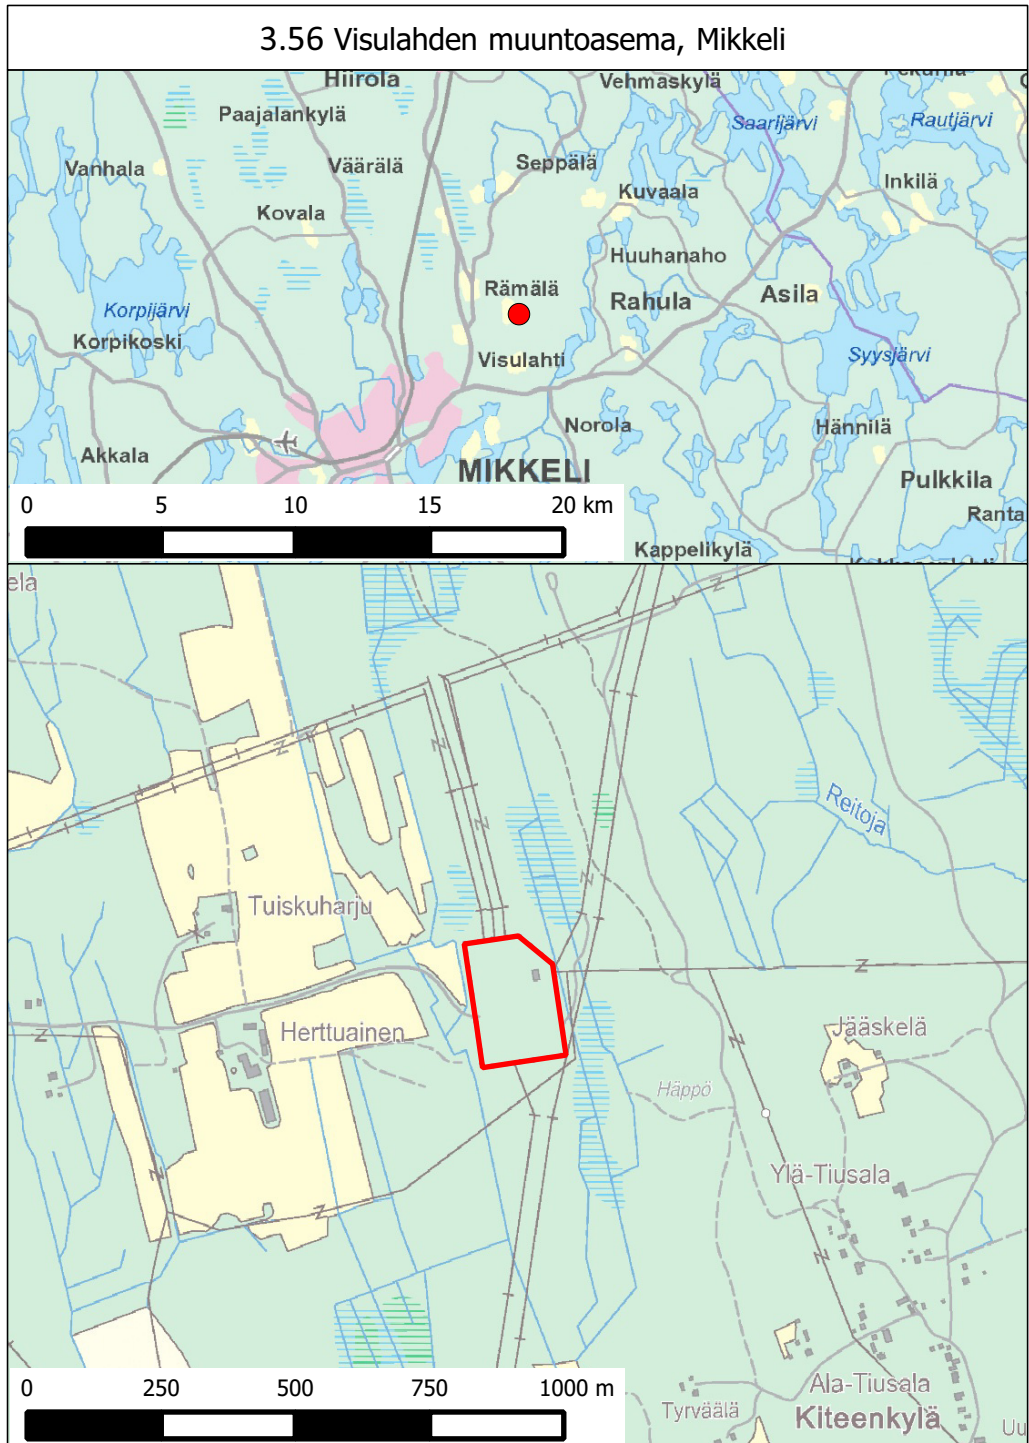 3.56 Visulahden muuntoasema, Mikkeli
Hiirola
Vehmaskylä
Paajalankylä
Saarijärvi
Rautjärvi
Vanhala
Väärälä
Seppälä
Kuvaala
Inkilä
Kovala
Huuhanaho
Rämälä
Rahula
Asila
Korpijärvi
Korpikoski
Visulahti
Syysjärvi
Norola
Hännilä
Akkala
MIKKELI
Pulkkila
Ranta
0 5 10 15 20 km
Kappelikylä
ela
Reitoja
Tuiskuharju
Herttuainen
Jääskelä
Häppö
Ylä-Tiusala
0 250 500 750 1000 m
Ala-Tiusala
Tyrväälä
Kiteenkylä
Uu